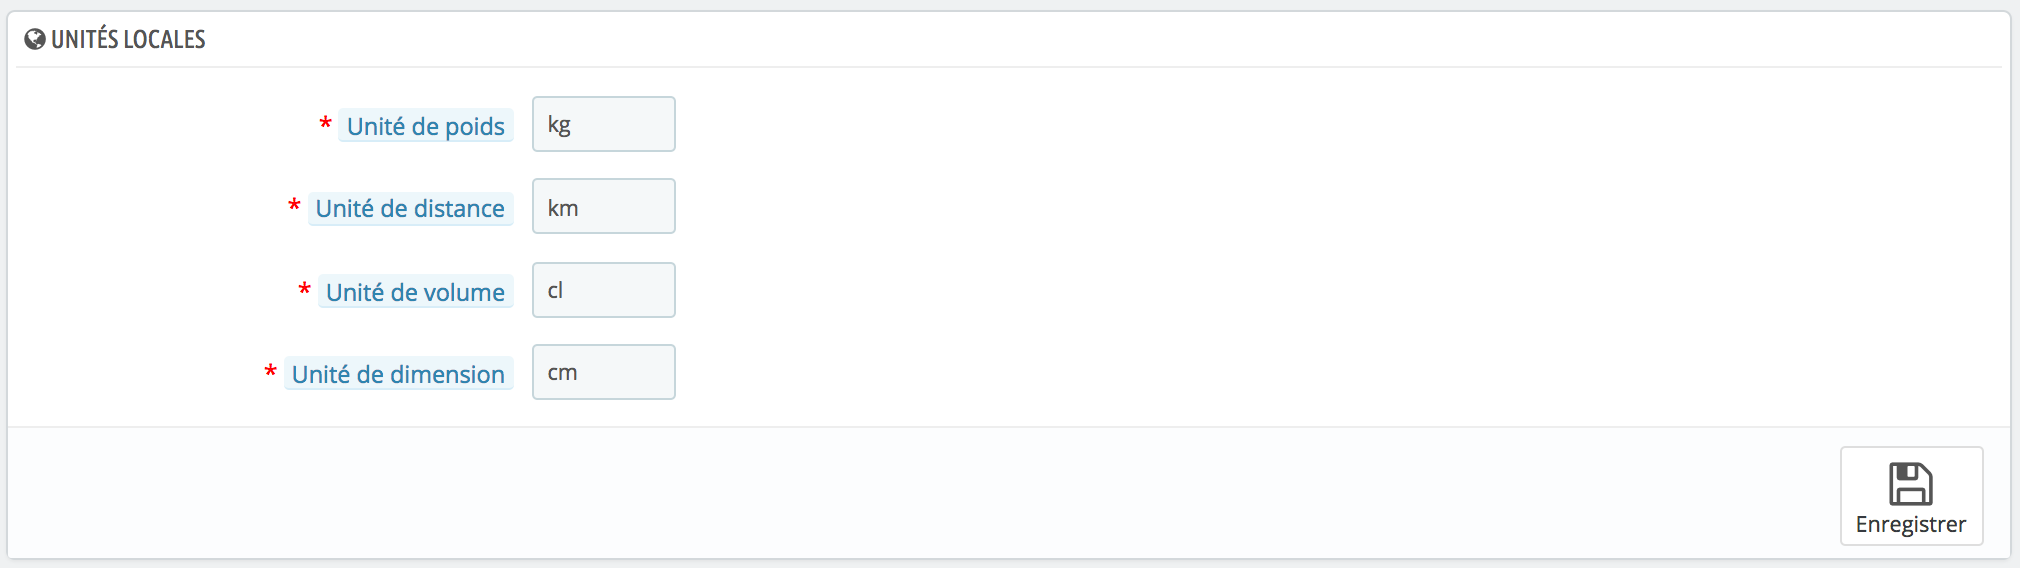 UNITÉS LOCALES
* Unité de poids kg
* Unité de distance km
* Unité de volume cl
* Unité de dimension cm
Enregistrer